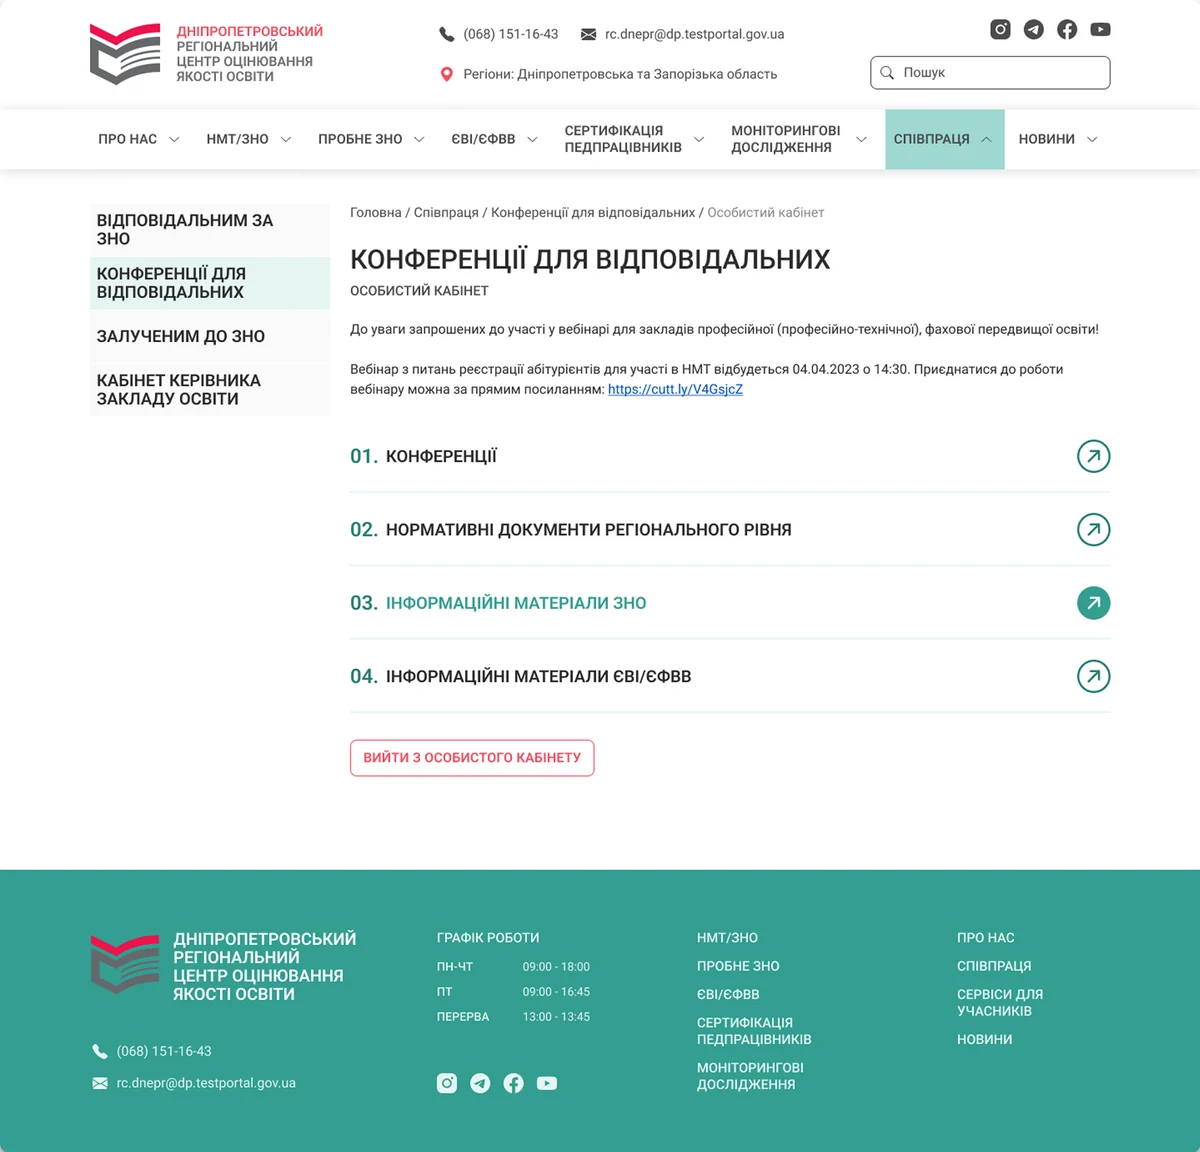 ДНІПРОПЕТРОВСЬКИЙ
РЕГІОНАЛЬНИЙ
ЦЕНТР ОЦІНЮВАННЯ
ЯКОСТІ ОСВІТИ
(068) 151-16-43
rc.dnepr@dp.testportal.gov.ua
Регіони: Дніпропетровська та Запорізька область
Пошук
ПРО НАС
НМТ/ЗНО
ПРОБНЕ ЗНО
ЄВІ/ЄФВВ
СЕРТИФІКАЦІЯ
ПЕДПРАЦІВНИКІВ
МОНІТОРИНГОВІ
ДОСЛІДЖЕННЯ
СПІВПРАЦЯ
НОВИНИ
ВІДПОВІДАЛЬНИМ ЗА
ЗНО
КОНФЕРЕНЦІЇ ДЛЯ
ВІДПОВІДАЛЬНИХ
ЗАЛУЧЕНИМ ДО ЗНО
КАБІНЕТ КЕРІВНИКА
ЗАКЛАДУ ОСВІТИ
Головна / Співпраця / Конференції для відповідальних / Особистий кабінет
КОНФЕРЕНЦІЇ ДЛЯ ВІДПОВІДАЛЬНИХ
ОСОБИСТИЙ КАБІНЕТ
До уваги запрошених до участі у вебінарі для закладів професійної (професійно-технічної), фахової передвищої освіти!
Вебінар з питань реєстрації абітурієнтів для участі в НМТ відбудеться 04.04.2023 о 14:30. Приєднатися до роботи
вебінару можна за прямим посиланням: https://cutt.ly/V4GsjcZ
01. КОНФЕРЕНЦІЇ
02. НОРМАТИВНІ ДОКУМЕНТИ РЕГІОНАЛЬНОГО РІВНЯ
03. ІНФОРМАЦІЙНІ МАТЕРІАЛИ ЗНО
04. ІНФОРМАЦІЙНІ МАТЕРІАЛИ ЄВІ/ЄФВВ
ВИЙТИ З ОСОБИСТОГО КАБІНЕТУ
ДНІПРОПЕТРОВСЬКИЙ
РЕГІОНАЛЬНИЙ
ЦЕНТР ОЦІНЮВАННЯ
ЯКОСТІ ОСВІТИ
(068) 151-16-43
rc.dnepr@dp.testportal.gov.ua
ГРАФІК РОБОТИ
ПН-ЧТ 09:00 - 18:00
ПТ 09:00 - 16:45
ПЕРЕРВА 13:00 - 13:45
НМТ/ЗНО
ПРОБНЕ ЗНО
ЄВІ/ЄФВВ
СЕРТИФІКАЦІЯ
ПЕДПРАЦІВНИКІВ
МОНІТОРИНГОВІ
ДОСЛІДЖЕННЯ
ПРО НАС
СПІВПРАЦЯ
СЕРВІСИ ДЛЯ
УЧАСНИКІВ
НОВИНИ